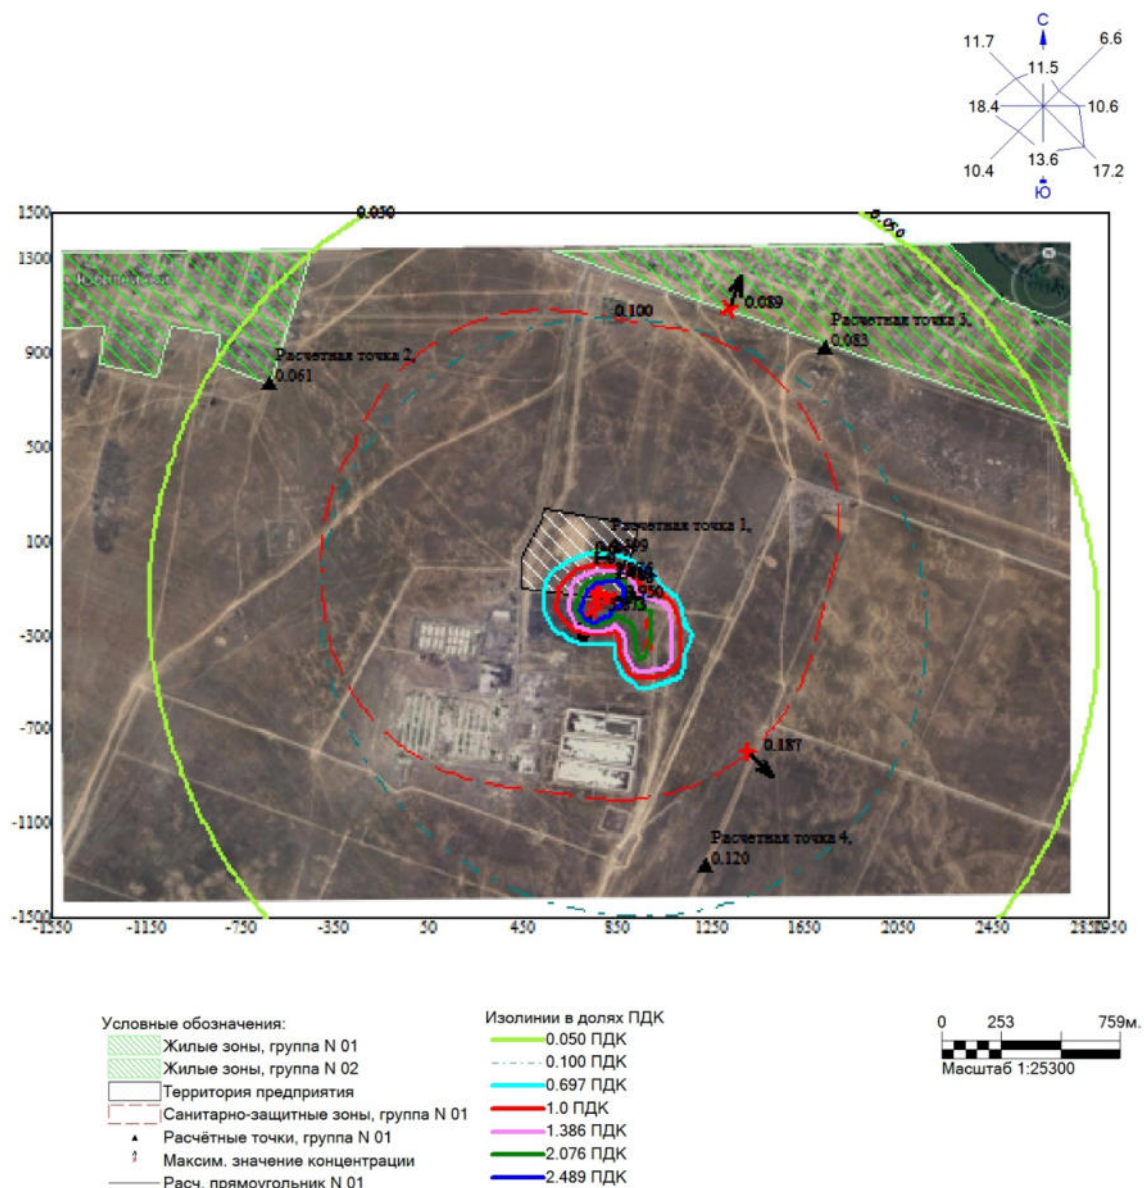 С
11.7
6.6
11.5
18.4
10.6
13.6
10.4
17.2
Ю
1500
0.050
0.050
1300
0.089
0.100
Расчетная точка 3,
0.083
900
Расчетная точка 2,
0.061
500
Расчетная точка 1,
100
-300
-700
0.187
-1100
Расчетная точка 4,
0.120
-1500
-1550
-1150
-750
-350
50
450
850
1250
1650
2050
2450
2950
Условные обозначения:
Жилые зоны, группа N 01
Жилые зоны, группа N 02
Территория предприятия
Санитарно-защитные зоны, группа N 01
Расчётные точки, группа N 01
Максим. значение концентрации
Расч. прямоугольник N 01
Изолинии в долях ПДК
0.050 ПДК
0.100 ПДК
0.697 ПДК
1.0 ПДК
1.386 ПДК
2.076 ПДК
2.489 ПДК
0 253 759м.
Масштаб 1:25300